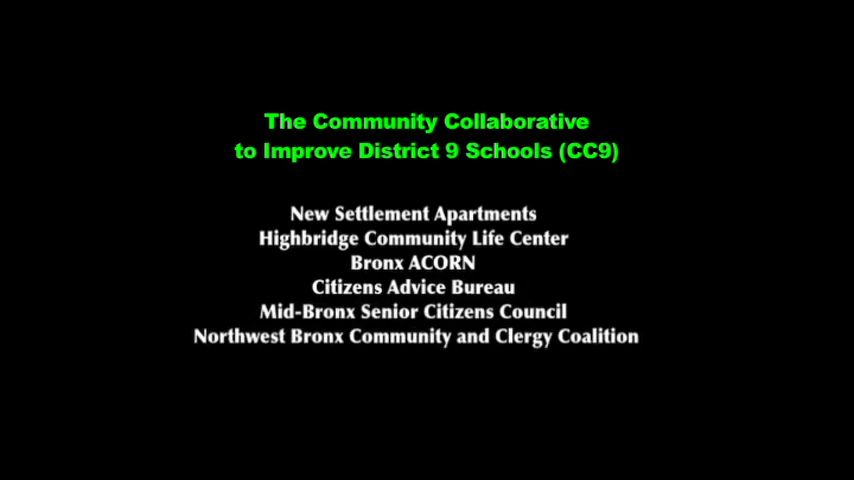 The Community Collaborative
to Improve District 9 Schools (CC9)
New Settlement Apartments
Highbridge Community Life Center
Bronx ACORN
Citizens Advice Bureau
Mid-Bronx Senior Citizens Council
Northwest Bronx Community and Clergy Coalition